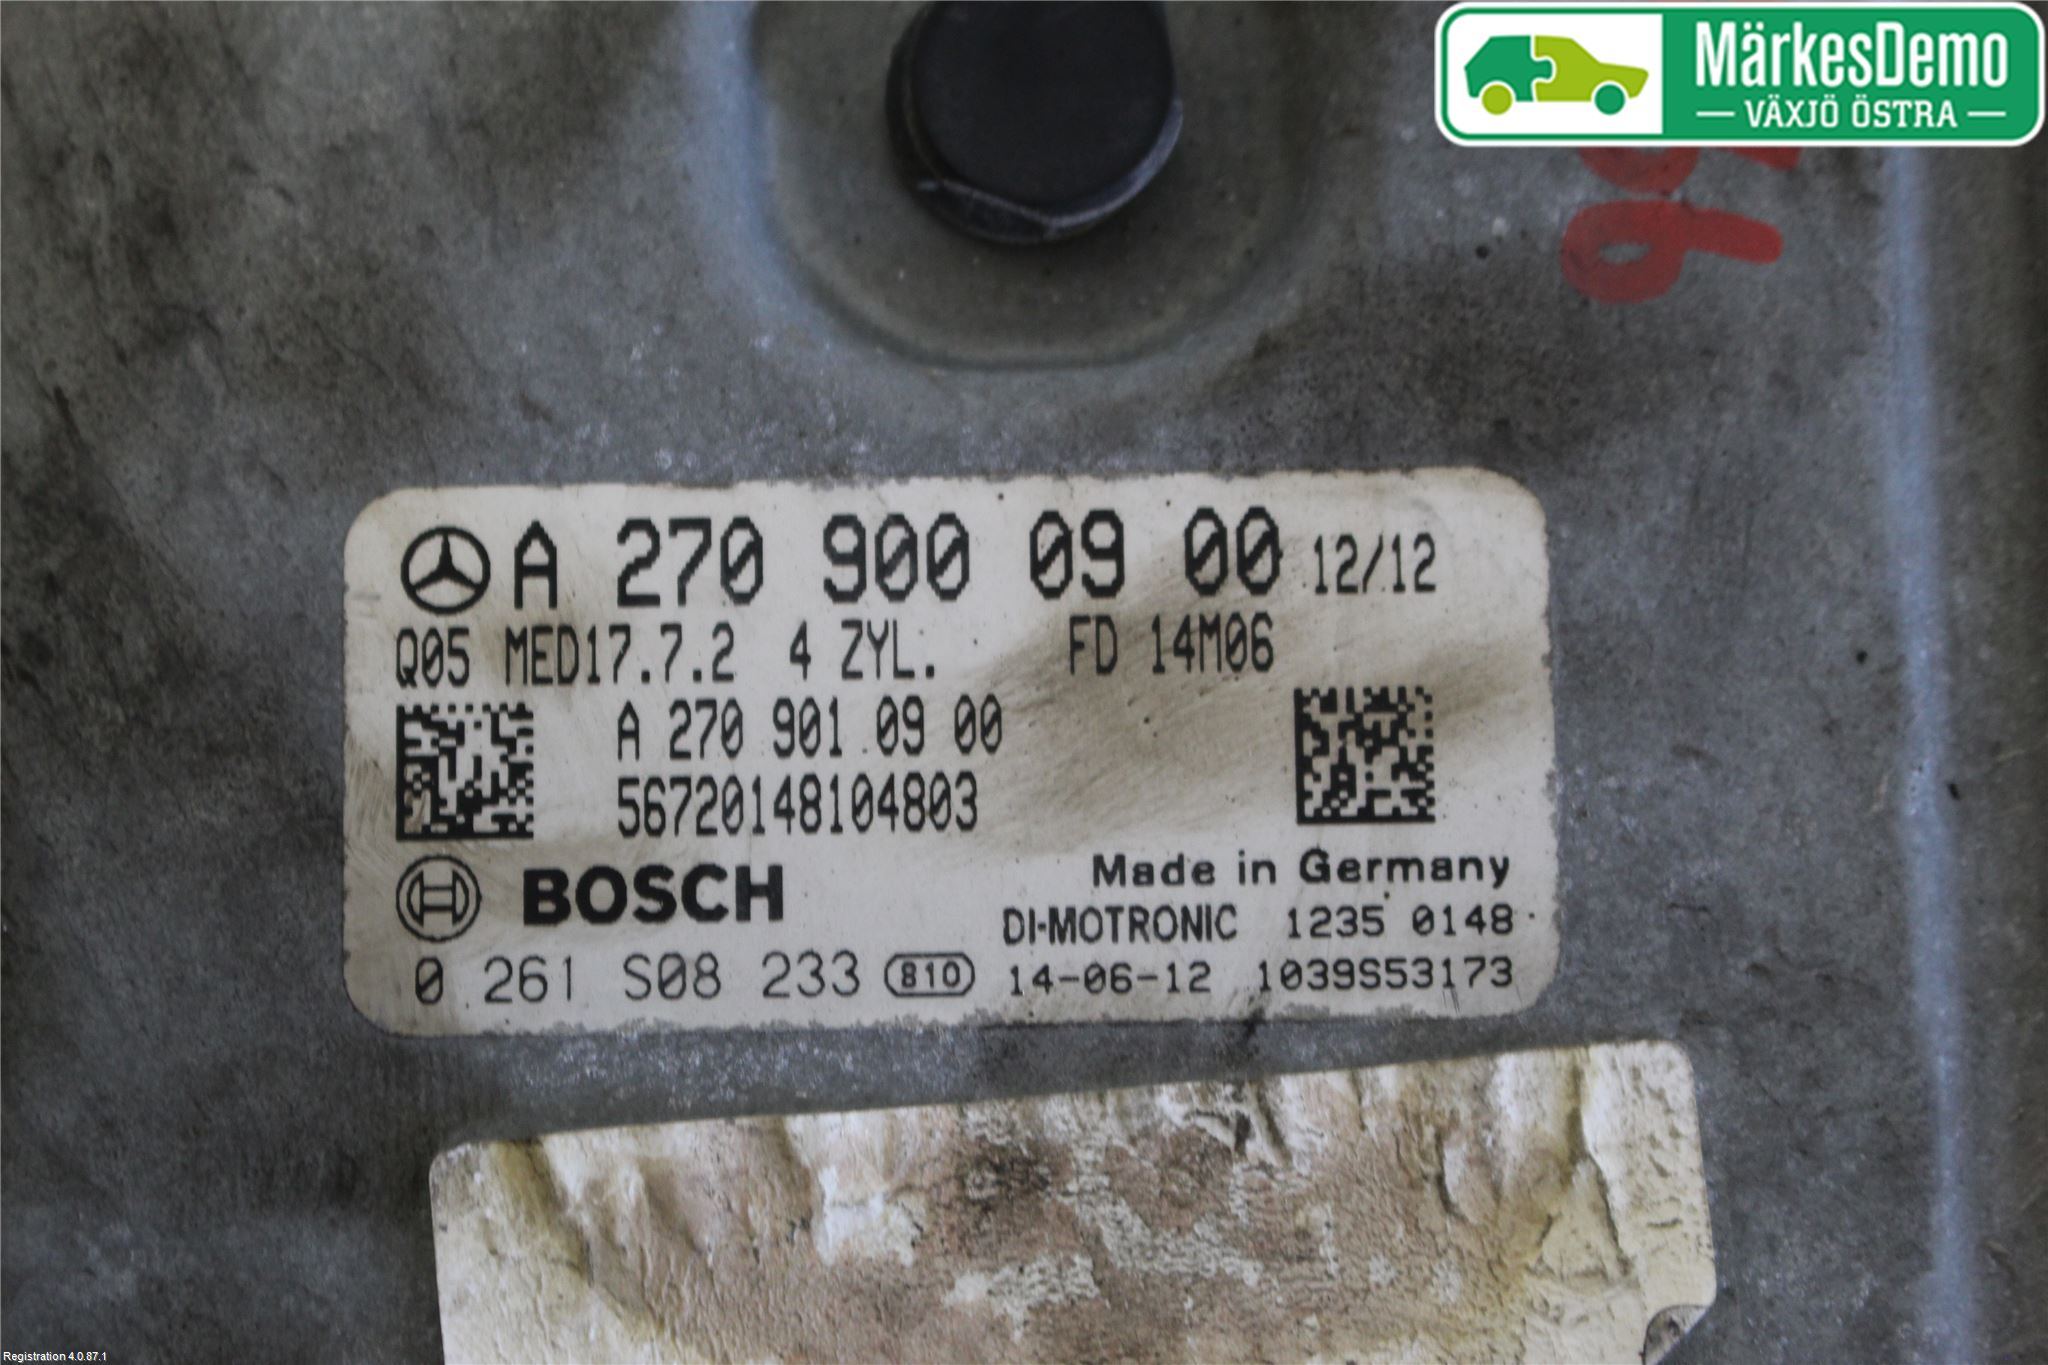 MärkesDemo
VÄXJÖ ÖSTRA
A 270 900 09 00 12/12
Q05 MED17.7.2 4 ZYL. FD 14M06
A 270 901 09 00
56720148104803
BOSCH
Made in Germany
DI-MOTRONIC 1235 0148
0 261 S08 233 810 14-06-12 1039S53173
Registration 4.0.87.1